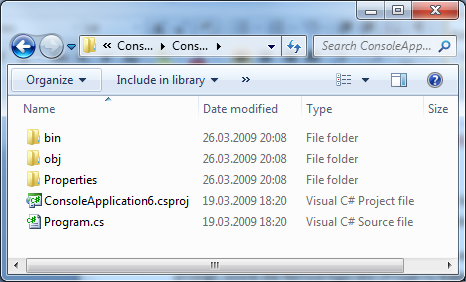 « Cons... Cons... Search ConsoleApp...
Organize Include in library »
Name Date modified Type Size
bin 26.03.2009 20:08 File folder
obj 26.03.2009 20:08 File folder
Properties 26.03.2009 20:08 File folder
ConsoleApplication6.csproj 19.03.2009 18:20 Visual C# Project file
Program.cs 19.03.2009 18:20 Visual C# Source file